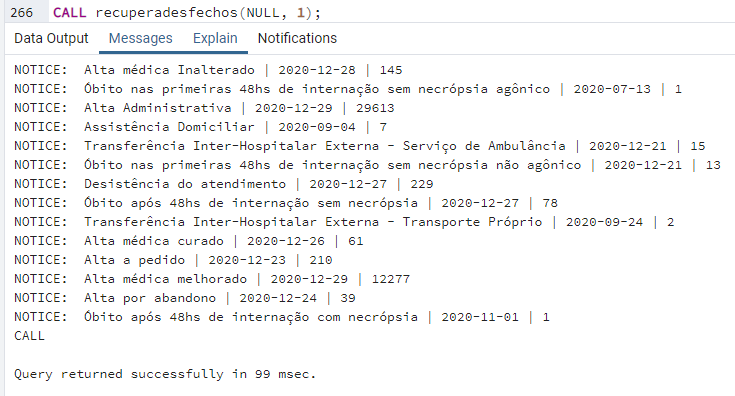 266 CALL recuperadesfechos(NULL, 1);
Data Output Messages Explain Notifications
NOTICE:  Alta médica Inalterado | 2020-12-28 | 145
NOTICE:  Óbito nas primeiras 48hs de internação sem necrópsia agônico | 2020-07-13 | 1
NOTICE:  Alta Administrativa | 2020-12-29 | 29613
NOTICE:  Assistência Domiciliar | 2020-09-04 | 7
NOTICE:  Transferência Inter-Hospitalar Externa - Serviço de Ambulância | 2020-12-21 | 15
NOTICE:  Óbito nas primeiras 48hs de internação sem necrópsia não agônico | 2020-12-21 | 13
NOTICE:  Desistência do atendimento | 2020-12-27 | 229
NOTICE:  Óbito após 48hs de internação sem necrópsia | 2020-12-27 | 78
NOTICE:  Transferência Inter-Hospitalar Externa - Transporte Próprio | 2020-09-24 | 2
NOTICE:  Alta médica curado | 2020-12-26 | 61
NOTICE:  Alta a pedido | 2020-12-23 | 210
NOTICE:  Alta médica melhorado | 2020-12-29 | 12277
NOTICE:  Alta por abandono | 2020-12-24 | 39
NOTICE:  Óbito após 48hs de internação com necrópsia | 2020-11-01 | 1
CALL
Query returned successfully in 99 msec.